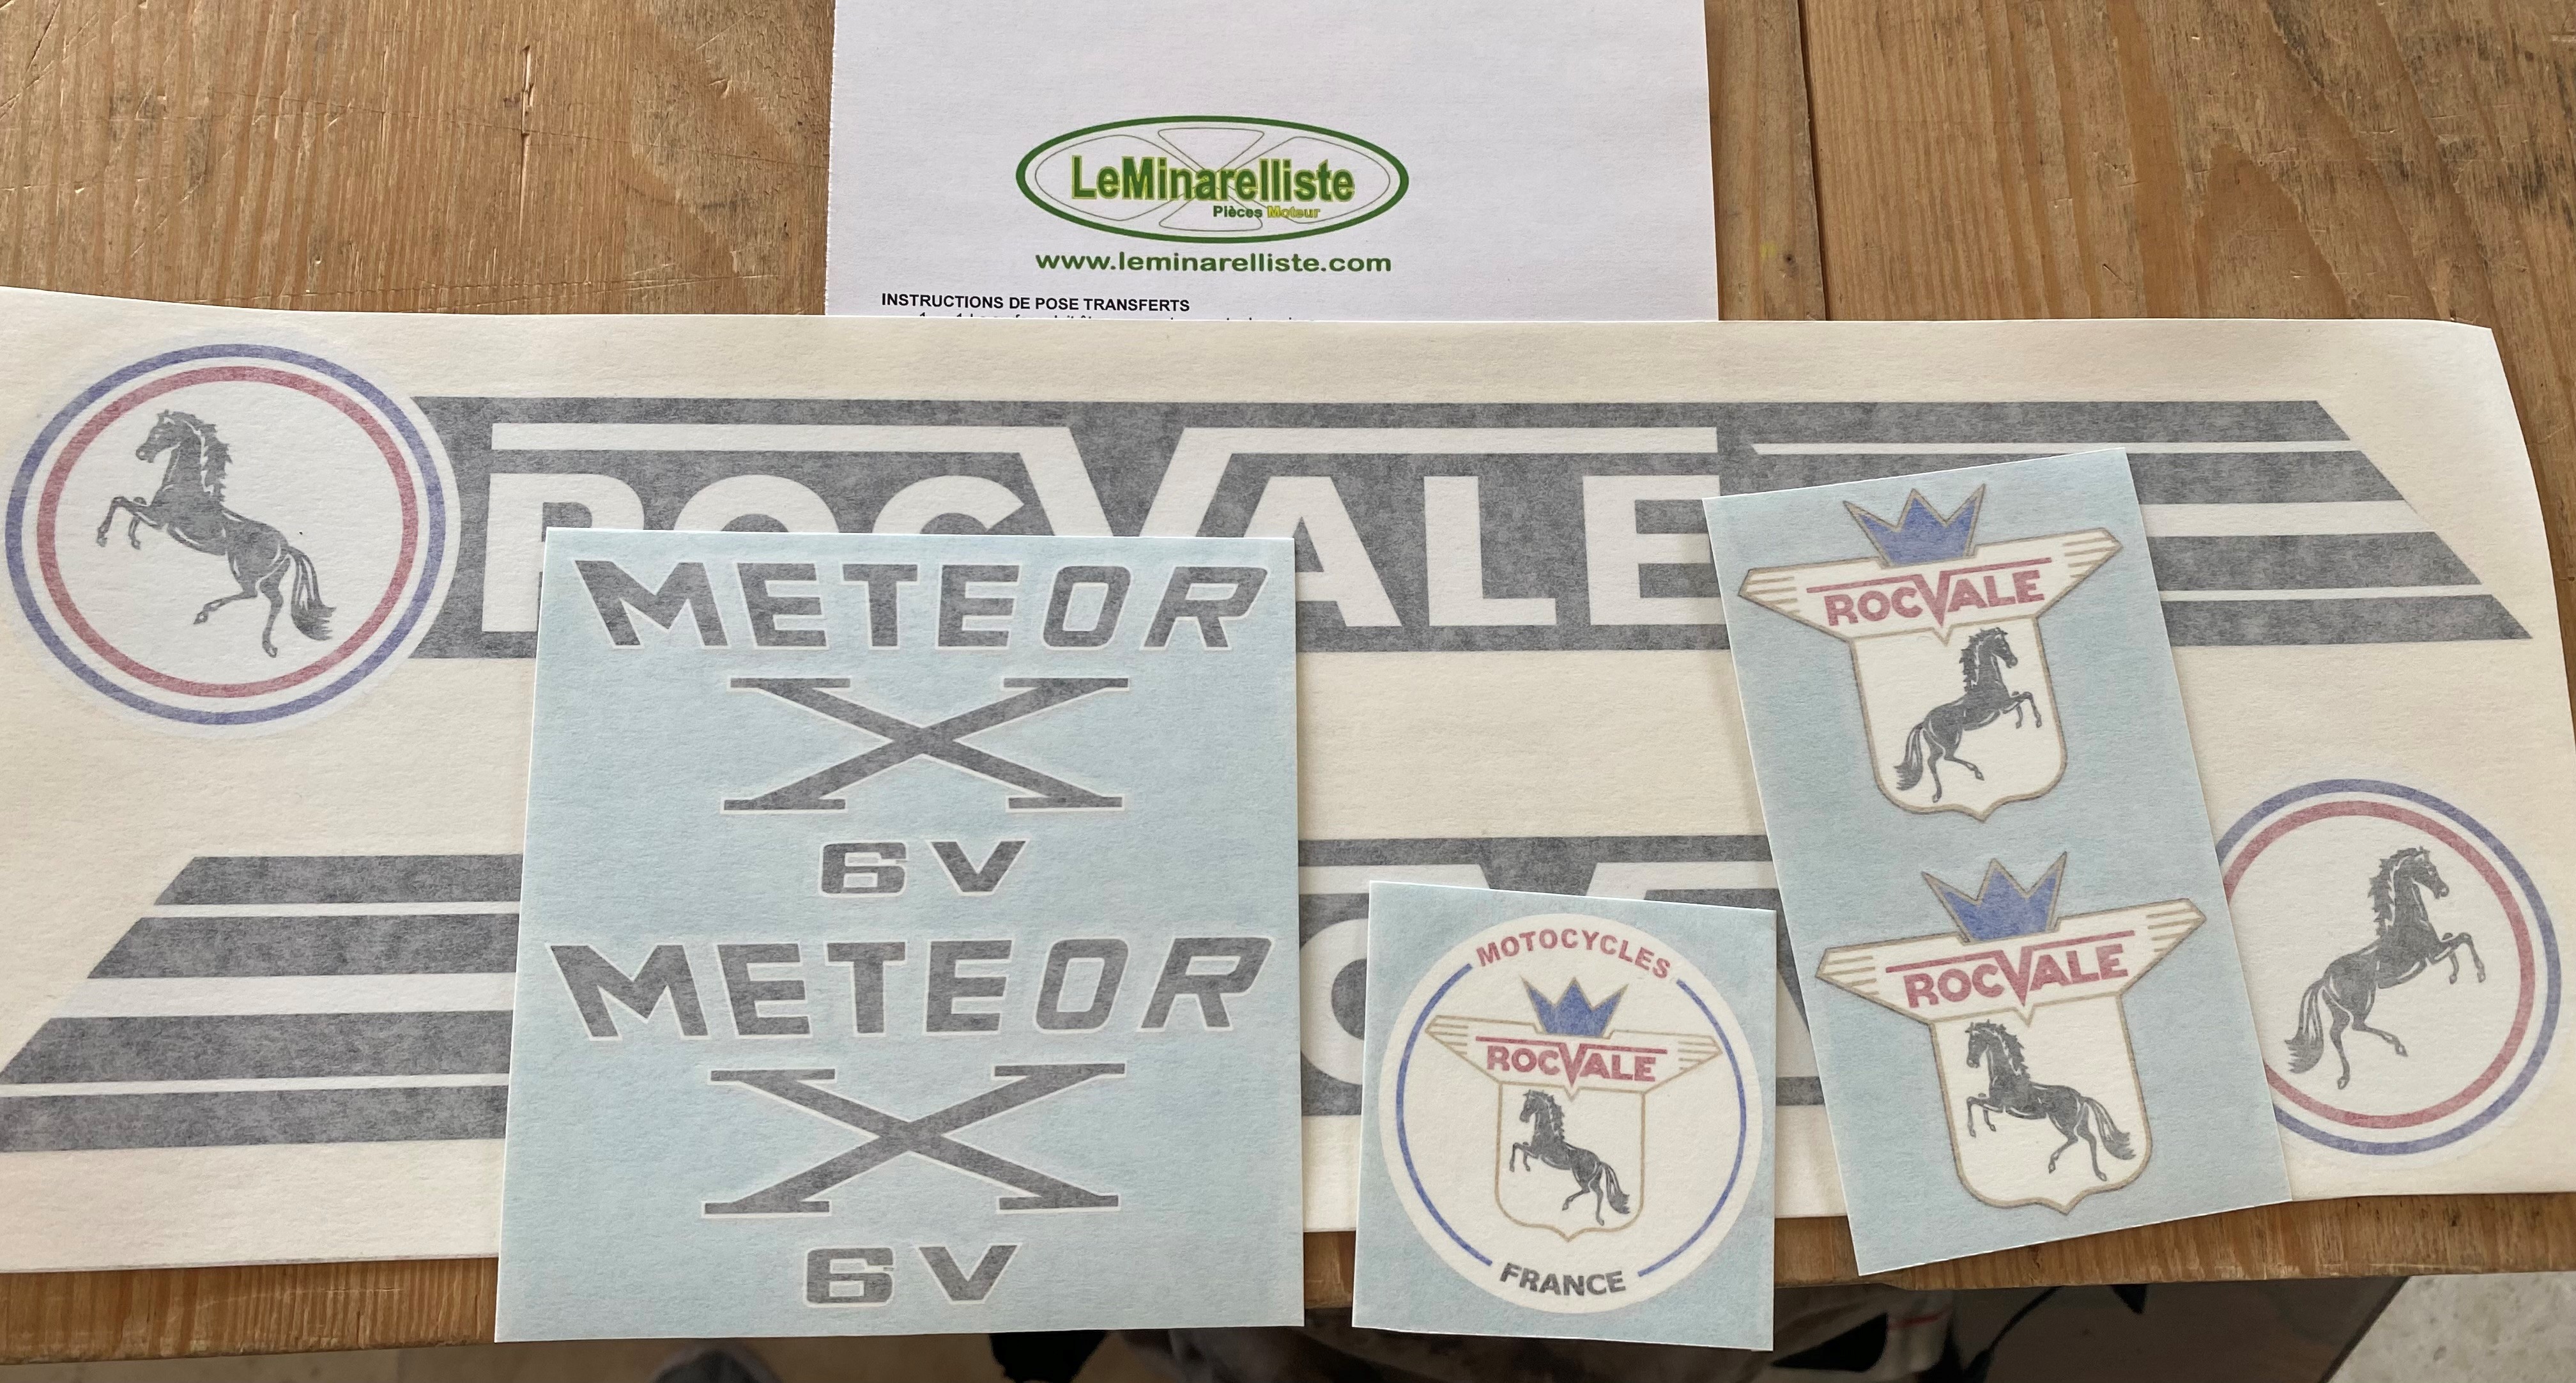 LeMinarelliste
Pièces Moteur
www.leminarelliste.com
INSTRUCTIONS DE POSE TRANSFERTS
ROCVALE
METEOR
X
6V
METEOR
X
6V
MOTOCYCLES
ROCVALE
FRANCE
ROCVALE
ROCVALE